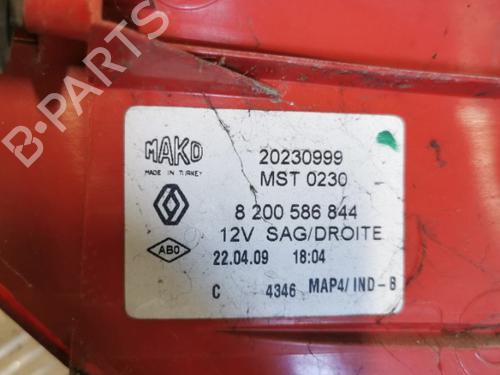 MAKO
MADE IN TURKEY
20230999
MST 0230
8 200 586 844
ABO
12V SAG/DROITE
22.04.09 18:04
C 4346 MAP4/ IND-B
B-PARTS